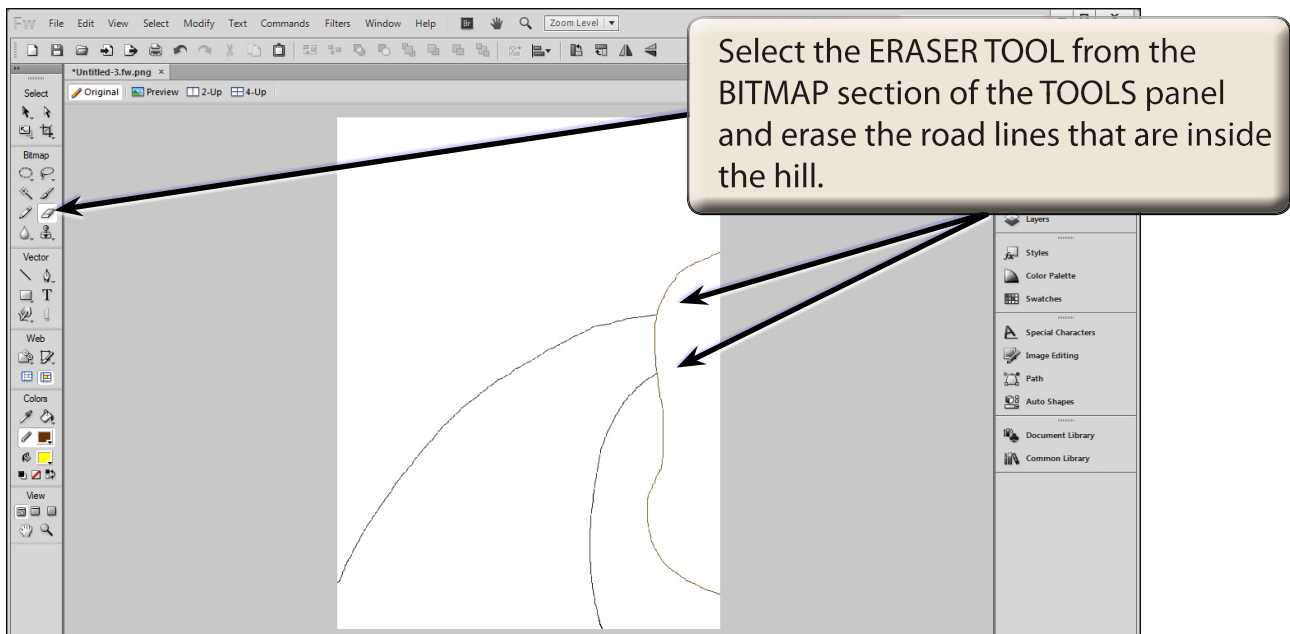 Fw File Edit View Select Modify Text Commands Filters Window Help Br Zoom Level
Select the ERASER TOOL from the
BITMAP section of the TOOLS panel
and erase the road lines that are inside
the hill.
*Untitled-3.fw.png ×
Select
Original Preview 2-Up 4-Up
Bitmap
Vector
T
Web
Colors
View
Layers
fx Styles
Color Palette
Swatches
A Special Characters
Image Editing
Path
Auto Shapes
Document Library
Common Library